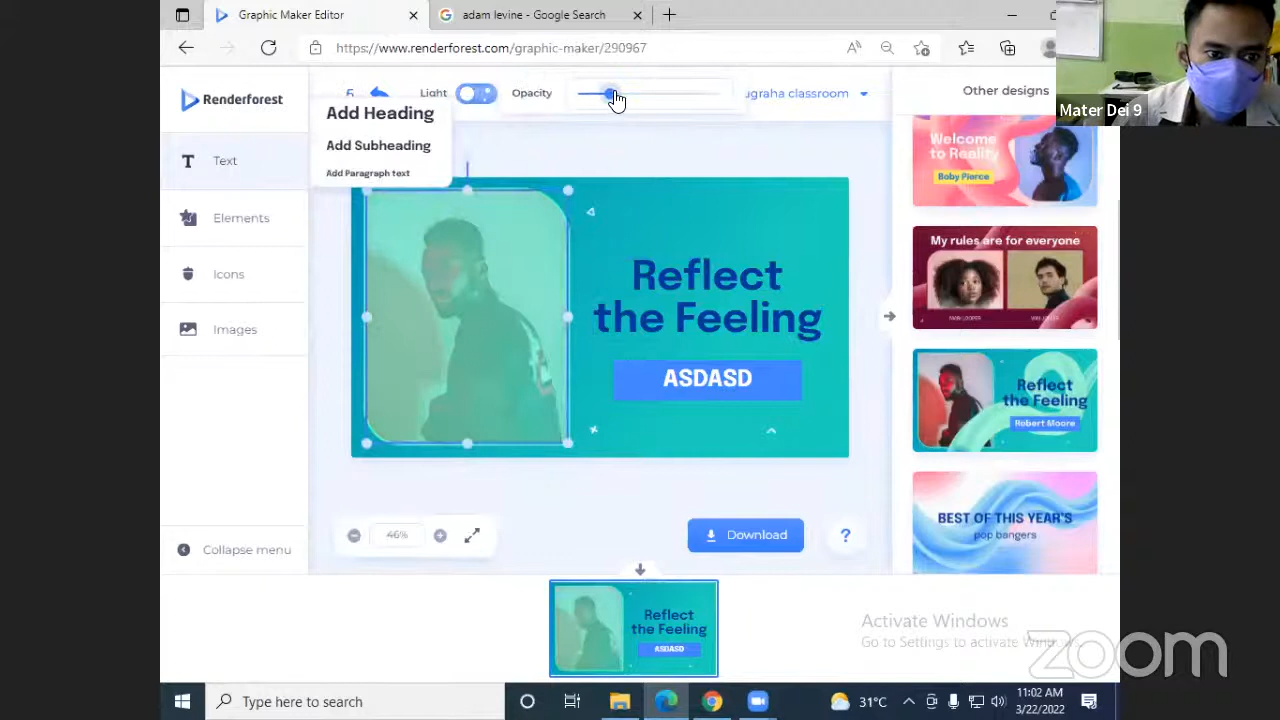 Graphic Maker Editor
adam levine - Google Search
https://www.renderforest.com/graphic-maker/290967
Renderforest
Light
Opacity
ugraha classroom
Other designs
Mater Dei 9
Add Heading
Add Subheading
Add Paragraph text
Text
Elements
Icons
Images
Collapse menu
Reflect
the Feeling
ASDASD
Welcome
to Reality
Boby Pierce
My rules are for everyone
Reflect
the Feeling
Robert Moore
BEST OF THIS YEAR'S
pop bangers
46%
Download
?
Reflect
the Feeling
ASDASD
Activate Windows
Go to Settings to activate Windows.
zoom
Type here to search
31°C
11:02 AM
3/22/2022